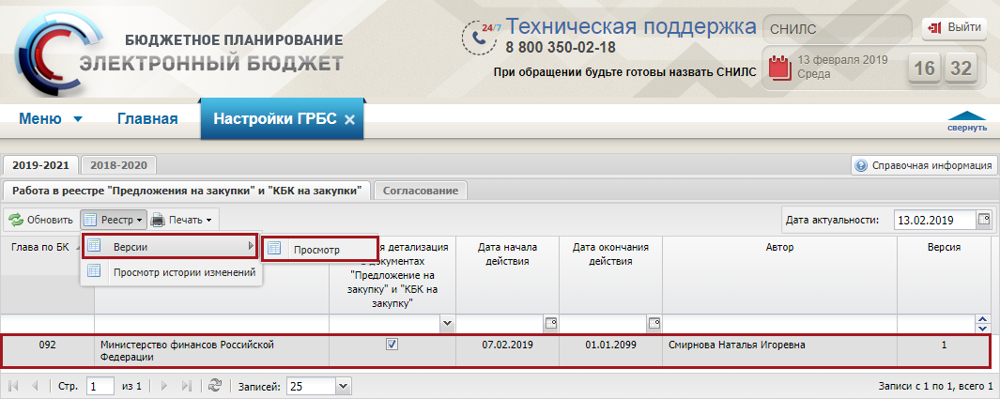 БЮДЖЕТНОЕ ПЛАНИРОВАНИЕ
ЭЛЕКТРОННЫЙ БЮДЖЕТ
24/7 Техническая поддержка
8 800 350-02-18
При обращении будьте готовы назвать СНИЛС
СНИЛС
Выйти
13 февраля 2019
Среда
16 32
Меню Главная Настройки ГРБС
свернуть
2019-2021 2018-2020
Справочная информация
Работа в реестре "Предложения на закупки" и "КБК на закупки" Согласование
Обновить Реестр Печать
Дата актуальности: 13.02.2019
Версии Просмотр
Просмотр истории изменений
Глава по БК
детализация
документах
"Предложение на
закупку" и "КБК на
закупку"
Дата начала
действия
Дата окончания
действия
Автор
Версия
092 Министерство финансов Российской
Федерации
07.02.2019 01.01.2099 Смирнова Наталья Игоревна 1
Стр. 1 из 1 Записей: 25 Записи с 1 по 1, всего 1